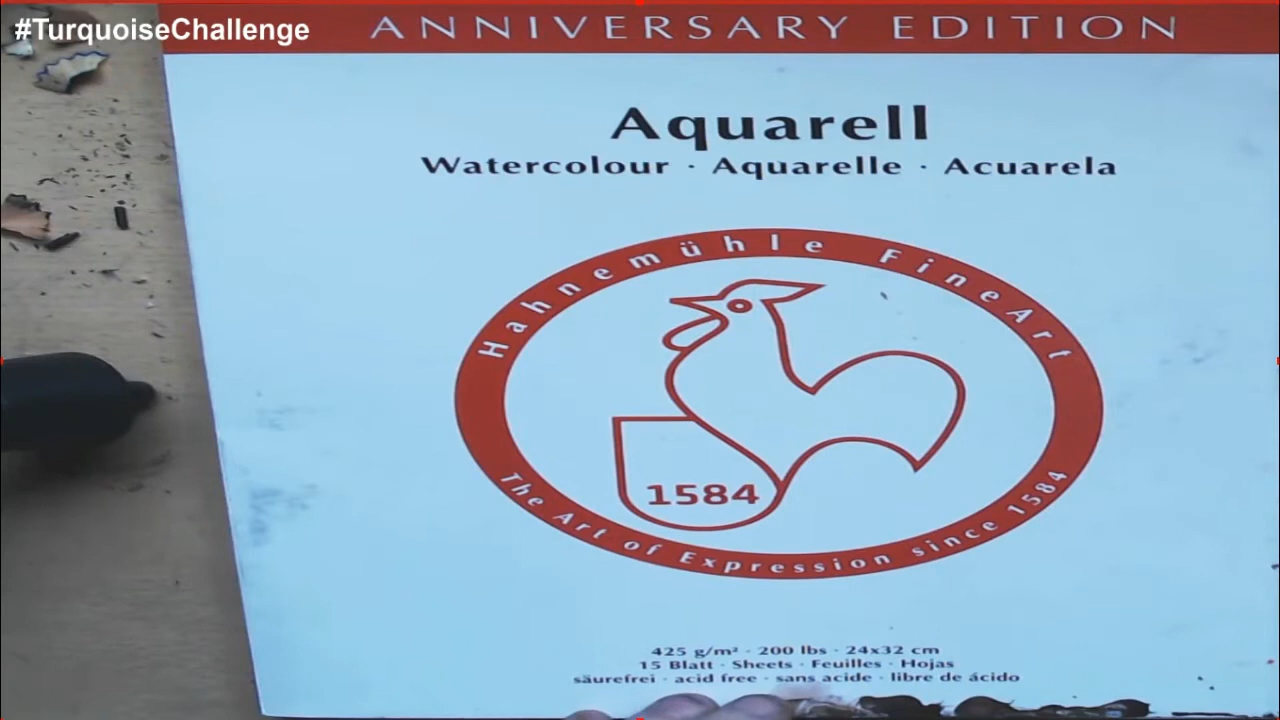 #TurquoiseChallenge
ANNIVERSARY EDITION
Aquarell
Watercolour · Aquarelle · Acuarela
Hahnemühle FineArt
1584
The Art of Expression since 1584
425 g/m² · 200 lbs · 24x32 cm
15 Blatt · Sheets · Feuilles · Hojas
säurefrei · acid free · sans acide · libre de ácido